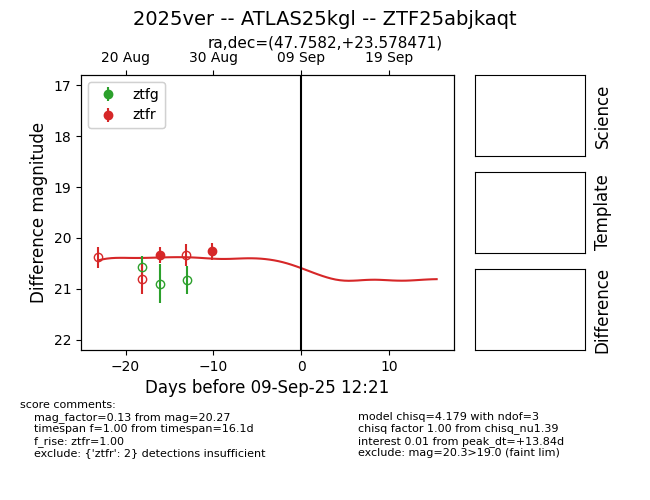 2025ver -- ATLAS25kgl -- ZTF25abjkaqt
ra,dec=(47.7582,+23.578471)
20 Aug 30 Aug 09 Sep 19 Sep
ztfg
ztfr
17
18
19
20
21
22
Difference magnitude
−20 −10 0 10
Days before 09-Sep-25 12:21
Science
Template
Difference
score comments:
mag_factor=0.13 from mag=20.27
timespan f=1.00 from timespan=16.1d
f_rise: ztfr=1.00
exclude: {'ztfr': 2} detections insufficient
model chisq=4.179 with ndof=3
chisq factor 1.00 from chisq_nu1.39
interest 0.01 from peak_dt=+13.84d
exclude: mag=20.3>19.0 (faint lim)